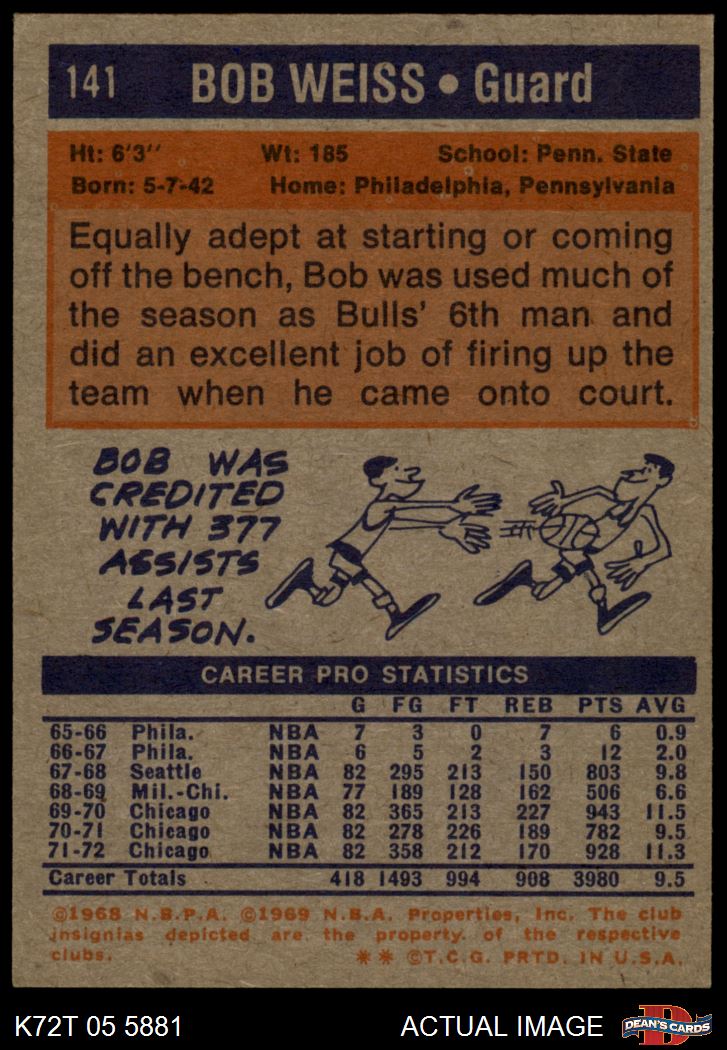 141 BOB WEISS • Guard
Ht: 6'3" Wt: 185 School: Penn. State
Born: 5-7-42 Home: Philadelphia, Pennsylvania
Equally adept at starting or coming
off the bench, Bob was used much of
the season as Bulls' 6th man and
did an excellent job of firing up the
team when he came onto court.
BOB WAS
CREDITED
WITH 377
ASSISTS
LAST
SEASON.
CAREER PRO STATISTICS
G FG FT REB PTS AVG
65-66 Phila. NBA 7 3 0 7 6 0.9
66-67 Phila. NBA 6 5 2 3 12 2.0
67-68 Seattle NBA 82 295 213 150 803 9.8
68-69 Mil.-Chi. NBA 77 189 128 162 506 6.6
69-70 Chicago NBA 82 365 213 227 943 11.5
70-71 Chicago NBA 82 278 226 189 782 9.5
71-72 Chicago NBA 82 358 212 170 928 11.3
Career Totals 418 1493 994 908 3980 9.5
©1968 N.B.P.A. ©1969 N.B.A. Properties, Inc. The club
insignias depicted are the property of the respective
clubs. ** ©T.C.G. PRTD. IN U.S.A.
K72T 05 5881 ACTUAL IMAGE D DEAN'S CARDS